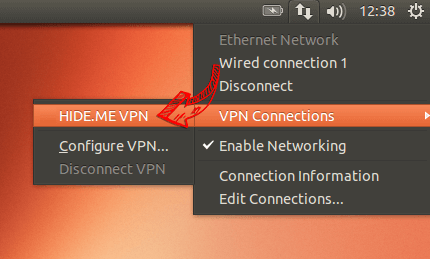 12:38
Ethernet Network
Wired connection 1
Disconnect
HIDE.ME VPN
VPN Connections
Configure VPN...
Enable Networking
Disconnect VPN
Connection Information
Edit Connections...